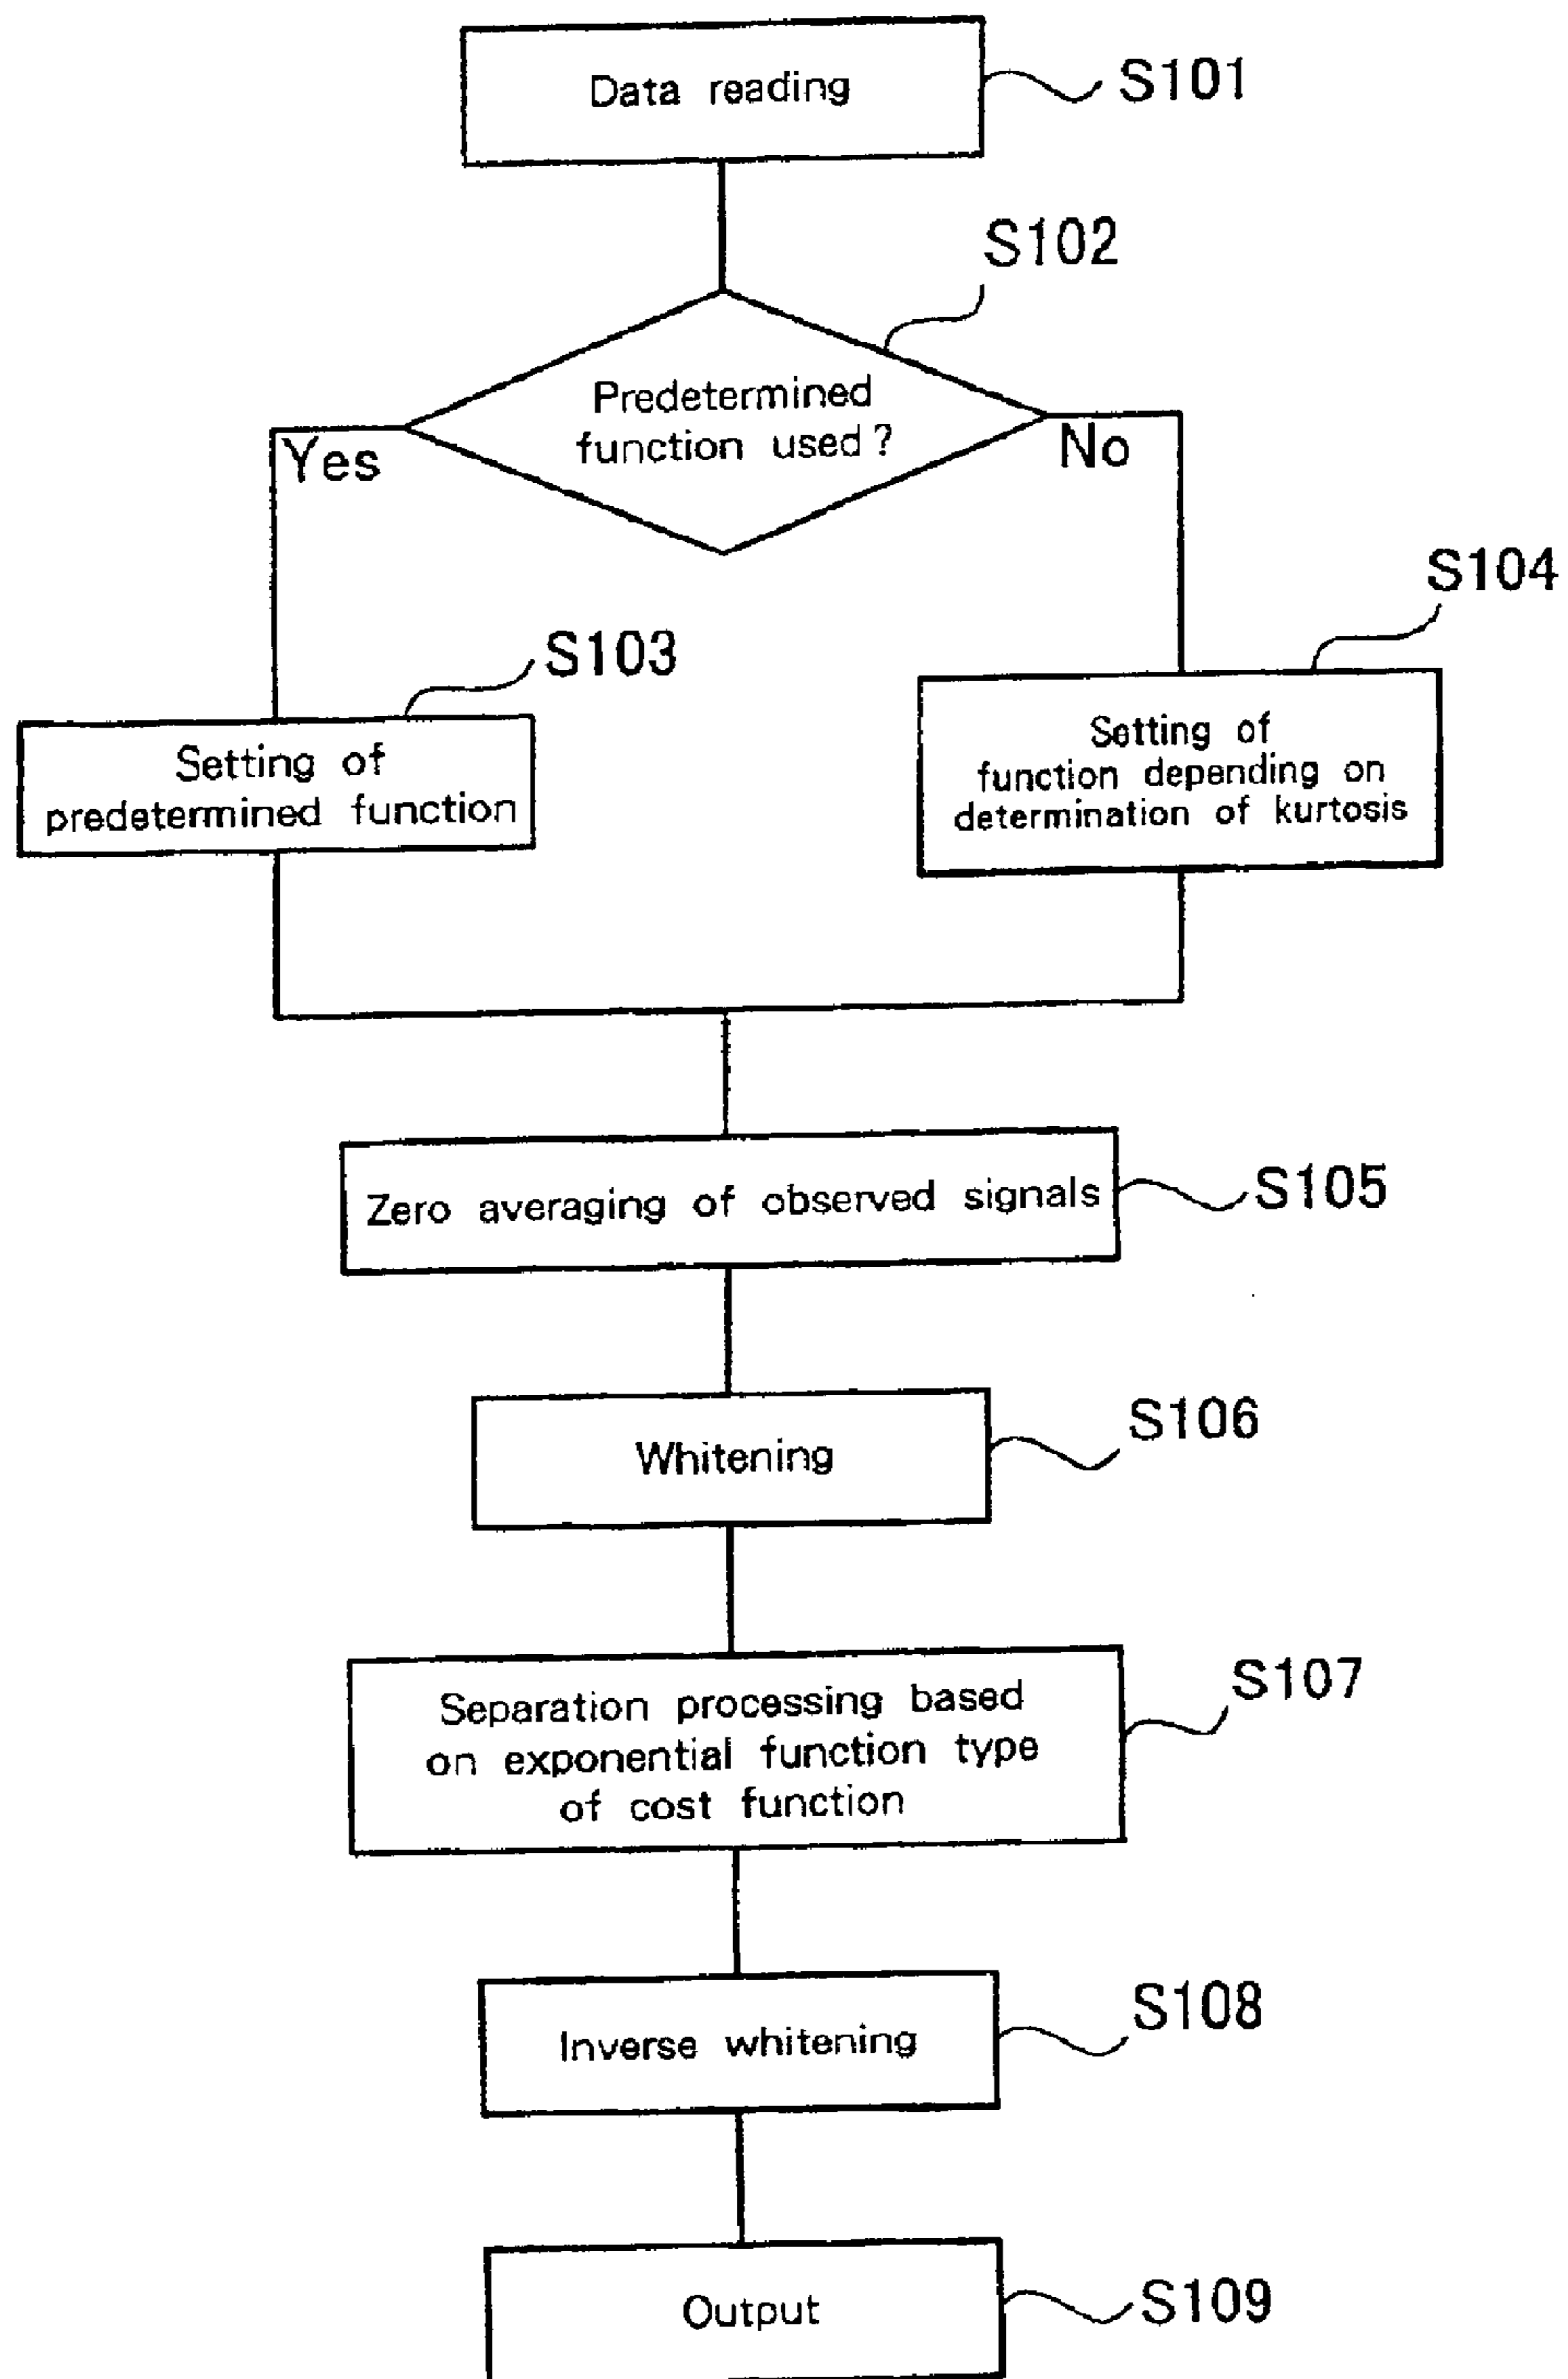 Data reading
S101
S102
Predetermined
function used?
Yes
No
S104
S103
Setting of
predetermined function
Setting of
function depending on
determination of kurtosis
Zero averaging of observed signals
S105
Whitening
S106
Separation processing based
on exponential function type
of cost function
S107
Inverse whitening
S108
Output
S109